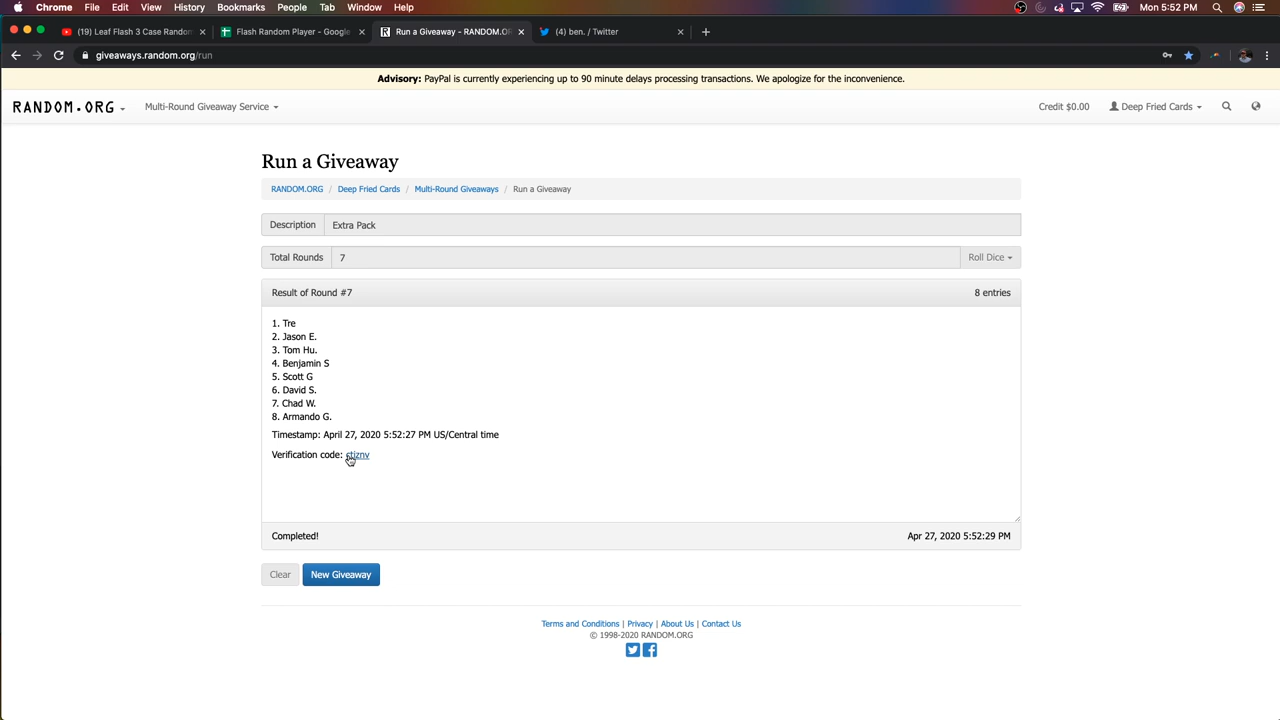 Chrome File Edit View History Bookmarks People Tab Window Help Mon 5:52 PM
(19) Leaf Flash 3 Case Random Flash Random Player - Google Run a Giveaway - RANDOM.OR (4) ben. / Twitter
giveaways.random.org/run
Advisory: PayPal is currently experiencing up to 90 minute delays processing transactions. We apologize for the inconvenience.
RANDOM.ORG Multi-Round Giveaway Service Credit $0.00 Deep Fried Cards
Run a Giveaway
RANDOM.ORG / Deep Fried Cards / Multi-Round Giveaways / Run a Giveaway
Description Extra Pack
Total Rounds 7 Roll Dice
Result of Round #7 8 entries
1. Tre
2. Jason E.
3. Tom Hu.
4. Benjamin S
5. Scott G
6. David S.
7. Chad W.
8. Armando G.
Timestamp: April 27, 2020 5:52:27 PM US/Central time
Verification code:
Completed! Apr 27, 2020 5:52:29 PM
Clear New Giveaway
Terms and Conditions | Privacy | About Us | Contact Us
© 1998-2020 RANDOM.ORG